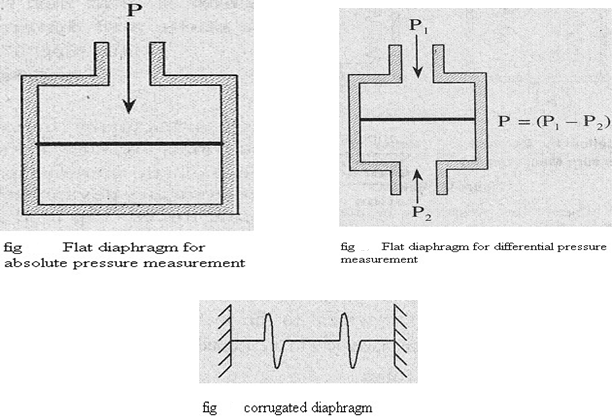 P
P1
P = (P1 − P2)
P2
fig Flat diaphragm for
absolute pressure measurement
fig Flat diaphragm for differential pressure
measurement
fig corrugated diaphragm